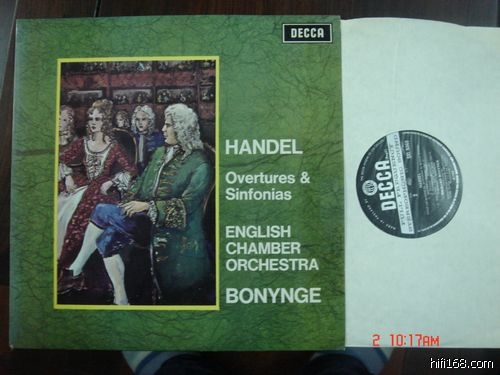 DECCA
HANDEL
Overtures &
Sinfonias
ENGLISH
CHAMBER
ORCHESTRA
BONYNGE
DECCA
2 10:17AM
hifi168.com